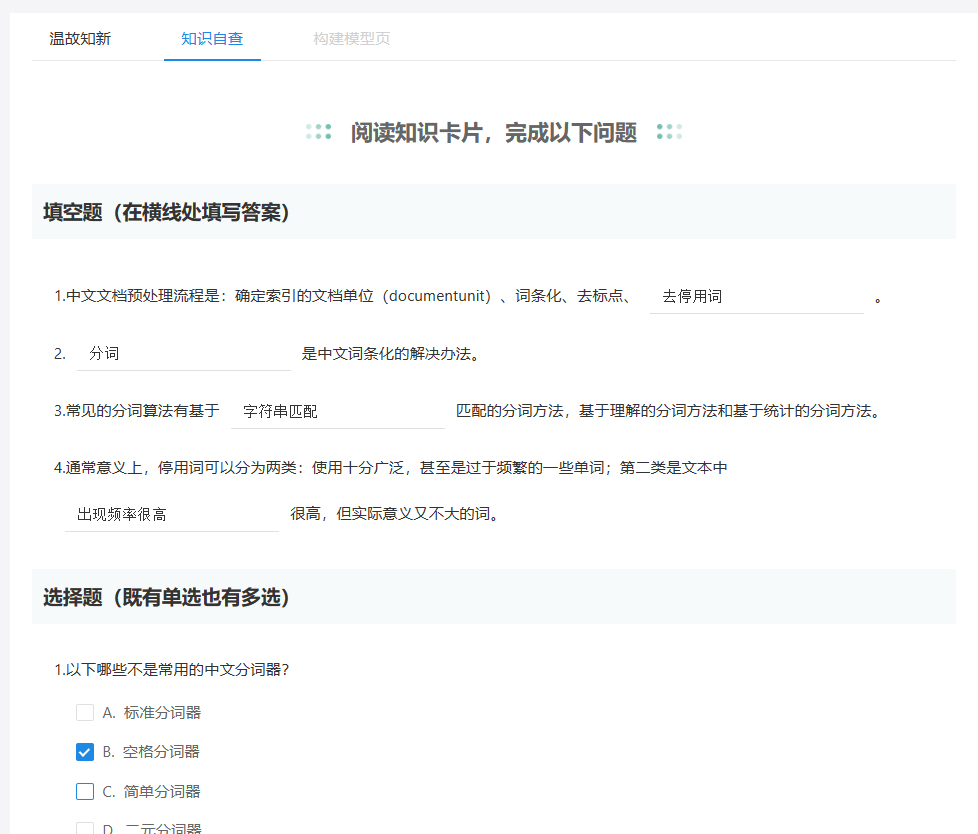 温故知新 知识自查 构建模型页
阅读知识卡片，完成以下问题
填空题（在横线处填写答案）
1.中文文档预处理流程是：确定索引的文档单位（documentunit）、词条化、去标点、 去停用词 。
2. 分词 是中文词条化的解决办法。
3.常见的分词算法有基于 字符串匹配 匹配的分词方法，基于理解的分词方法和基于统计的分词方法。
4.通常意义上，停用词可以分为两类：使用十分广泛，甚至是过于频繁的一些单词；第二类是文本中
出现频率很高 很高，但实际意义又不大的词。
选择题（既有单选也有多选）
1.以下哪些不是常用的中文分词器?
A. 标准分词器
B. 空格分词器
C. 简单分词器
D. 二元分词器